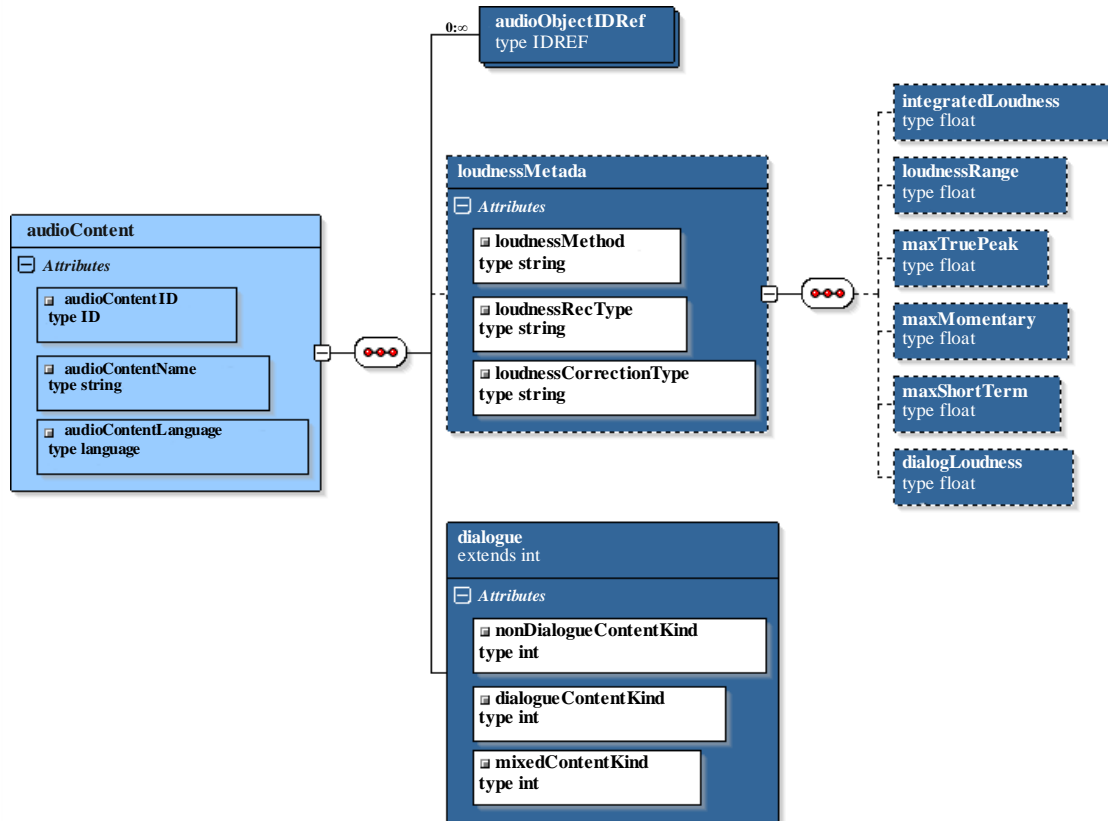 audioContent
Attributes
audioContentID
type ID
audioContentName
type string
audioContentLanguage
type language
0:∞
audioObjectIDRef
type IDREF
loudnessMetada
Attributes
loudnessMethod
type string
loudnessRecType
type string
loudnessCorrectionType
type string
integratedLoudness
type float
loudnessRange
type float
maxTruePeak
type float
maxMomentary
type float
maxShortTerm
type float
dialogLoudness
type float
dialogue
extends int
Attributes
nonDialogueContentKind
type int
dialogueContentKind
type int
mixedContentKind
type int